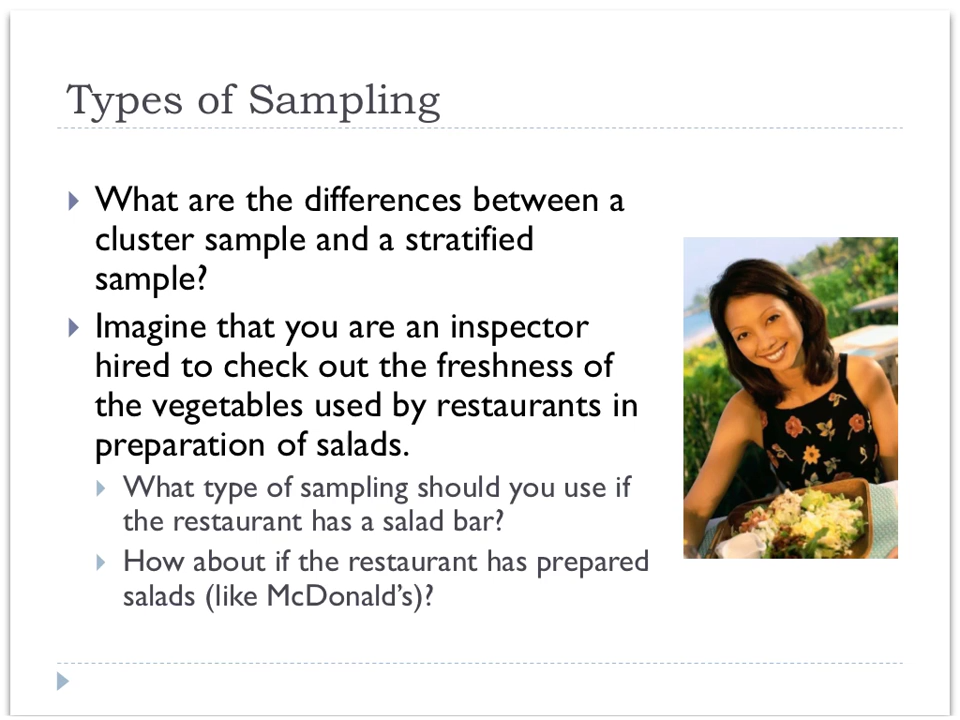 Types of Sampling
What are the differences between a
cluster sample and a stratified
sample?
Imagine that you are an inspector
hired to check out the freshness of
the vegetables used by restaurants in
preparation of salads.
What type of sampling should you use if
the restaurant has a salad bar?
How about if the restaurant has prepared
salads (like McDonald’s)?